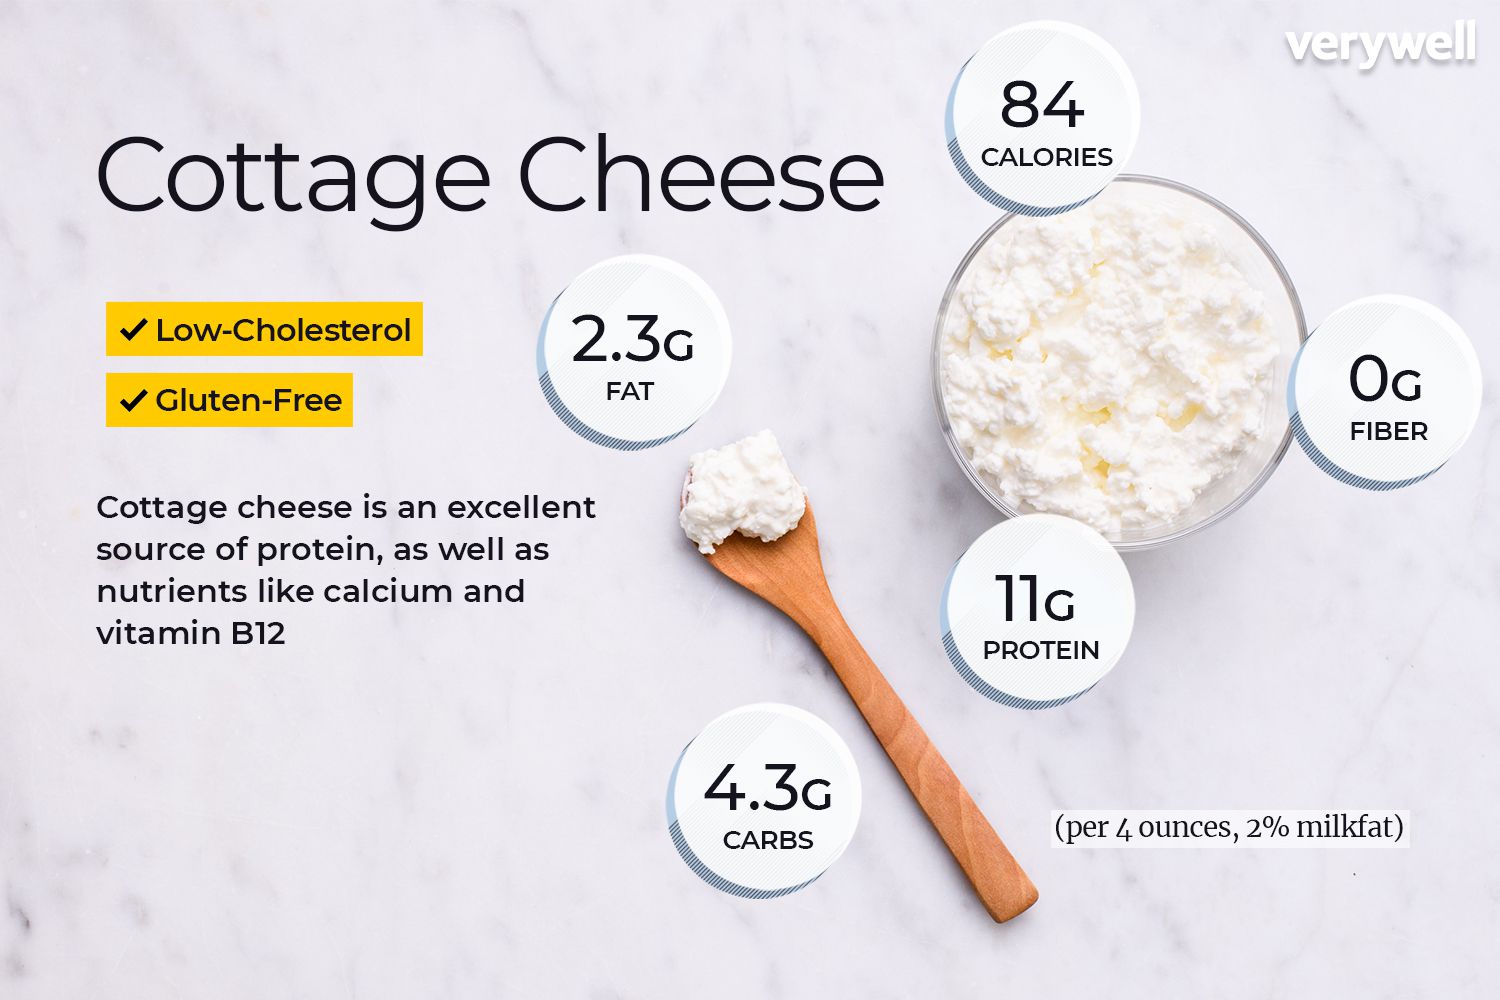 verywell
Cottage Cheese
84
CALORIES
Low-Cholesterol
Gluten-Free
2.3G
FAT
0G
FIBER
Cottage cheese is an excellent
source of protein, as well as
nutrients like calcium and
vitamin B12
11G
PROTEIN
4.3G
CARBS
(per 4 ounces, 2% milkfat)